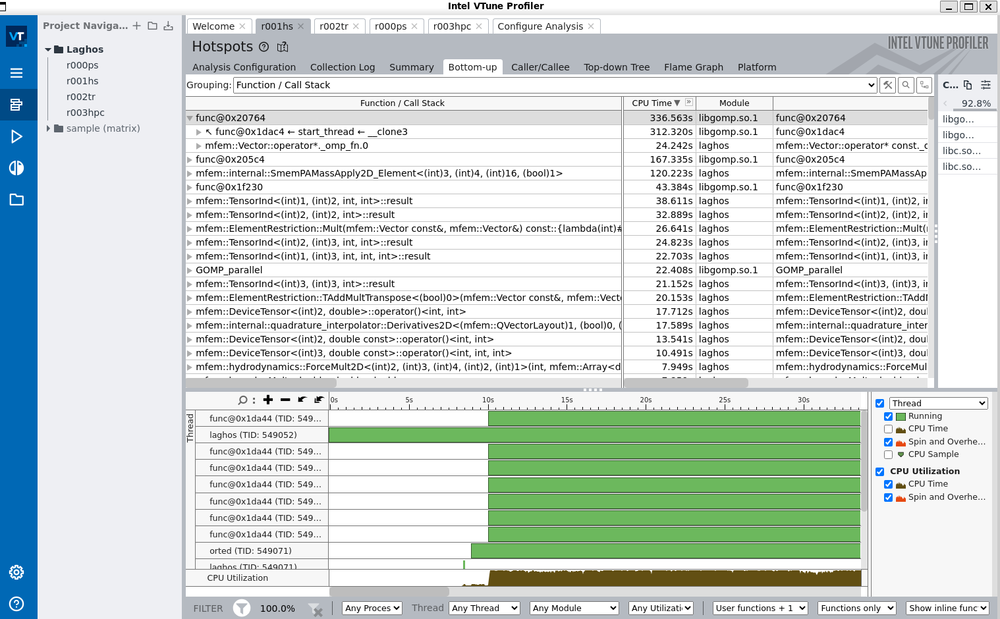 Intel VTune Profiler
VT
Project Naviga...
Laghos
r000ps
r001hs
r002tr
r003hpc
sample (matrix)
Welcome r001hs r002tr r000ps r003hpc Configure Analysis
Hotspots
INTEL VTUNE PROFILER
Analysis Configuration Collection Log Summary Bottom-up Caller/Callee Top-down Tree Flame Graph Platform
Grouping: Function / Call Stack
Function / Call Stack CPU Time Module
func@0x20764 336.563s libgomp.so.1 func@0x20764
func@0x1dac4 ← start_thread ← __clone3 312.320s libgomp.so.1 func@0x1dac4
mfem::Vector::operator*._omp_fn.0 24.242s laghos mfem::Vector::operator* const._c
func@0x205c4 167.335s libgomp.so.1 func@0x205c4
mfem::internal::SmemPAMassApply2D_Element<(int)3, (int)4, (int)16, (bool)1> 120.223s laghos mfem::internal::SmemPAMassAp
func@0x1f230 43.384s libgomp.so.1 func@0x1f230
mfem::TensorInd<(int)1, (int)2, int, int>::result 38.611s laghos mfem::TensorInd<(int)1, (int)2, i
mfem::TensorInd<(int)2, (int)2, int>::result 32.889s laghos mfem::TensorInd<(int)2, (int)2, i
mfem::ElementRestriction::Mult(mfem::Vector const&, mfem::Vector&) const::{lambda(int)# 26.641s laghos mfem::ElementRestriction::Mult(
mfem::TensorInd<(int)2, (int)3, int, int>::result 24.823s laghos mfem::TensorInd<(int)2, (int)3, i
mfem::TensorInd<(int)1, (int)3, int, int, int>::result 22.703s laghos mfem::TensorInd<(int)1, (int)3, i
GOMP_parallel 22.408s libgomp.so.1 GOMP_parallel
mfem::TensorInd<(int)3, (int)3, int>::result 21.152s laghos mfem::TensorInd<(int)3, (int)3, i
mfem::ElementRestriction::TAddMultTranspose<(bool)0>(mfem::Vector const&, mfem::Vect 20.153s laghos mfem::ElementRestriction::TAddI
mfem::DeviceTensor<(int)2, double>::operator()<int, int> 17.712s laghos mfem::DeviceTensor<(int)2, doul
mfem::internal::quadrature_interpolator::Derivatives2D<(mfem::QVectorLayout)1, (bool)0, ( 17.589s laghos mfem::internal::quadrature_inter
mfem::DeviceTensor<(int)2, double const>::operator()<int, int> 13.541s laghos mfem::DeviceTensor<(int)2, doul
mfem::DeviceTensor<(int)3, double const>::operator()<int, int, int> 10.491s laghos mfem::DeviceTensor<(int)3, doul
mfem::hydrodynamics::ForceMult2D<(int)2, (int)3, (int)4, (int)2, (int)1>(int, mfem::Array<d 7.949s laghos mfem::hydrodynamics::ForceMul
C...
92.8%
libgo...
libgo...
libc.so...
libc.so...
0s 5s 10s 15s 20s 25s 30s
Thread
func@0x1da44 (TID: 549...
laghos (TID: 549052)
func@0x1da44 (TID: 549...
func@0x1da44 (TID: 549...
func@0x1da44 (TID: 549...
func@0x1da44 (TID: 549...
func@0x1da44 (TID: 549...
func@0x1da44 (TID: 549...
orted (TID: 549071)
laghos (TID: 549071)
CPU Utilization
Thread
Running
CPU Time
Spin and Overhe...
CPU Sample
CPU Utilization
CPU Time
Spin and Overhe...
FILTER 100.0% Any Proces Thread Any Thread Any Module Any Utilizati User functions + 1 Functions only Show inline func